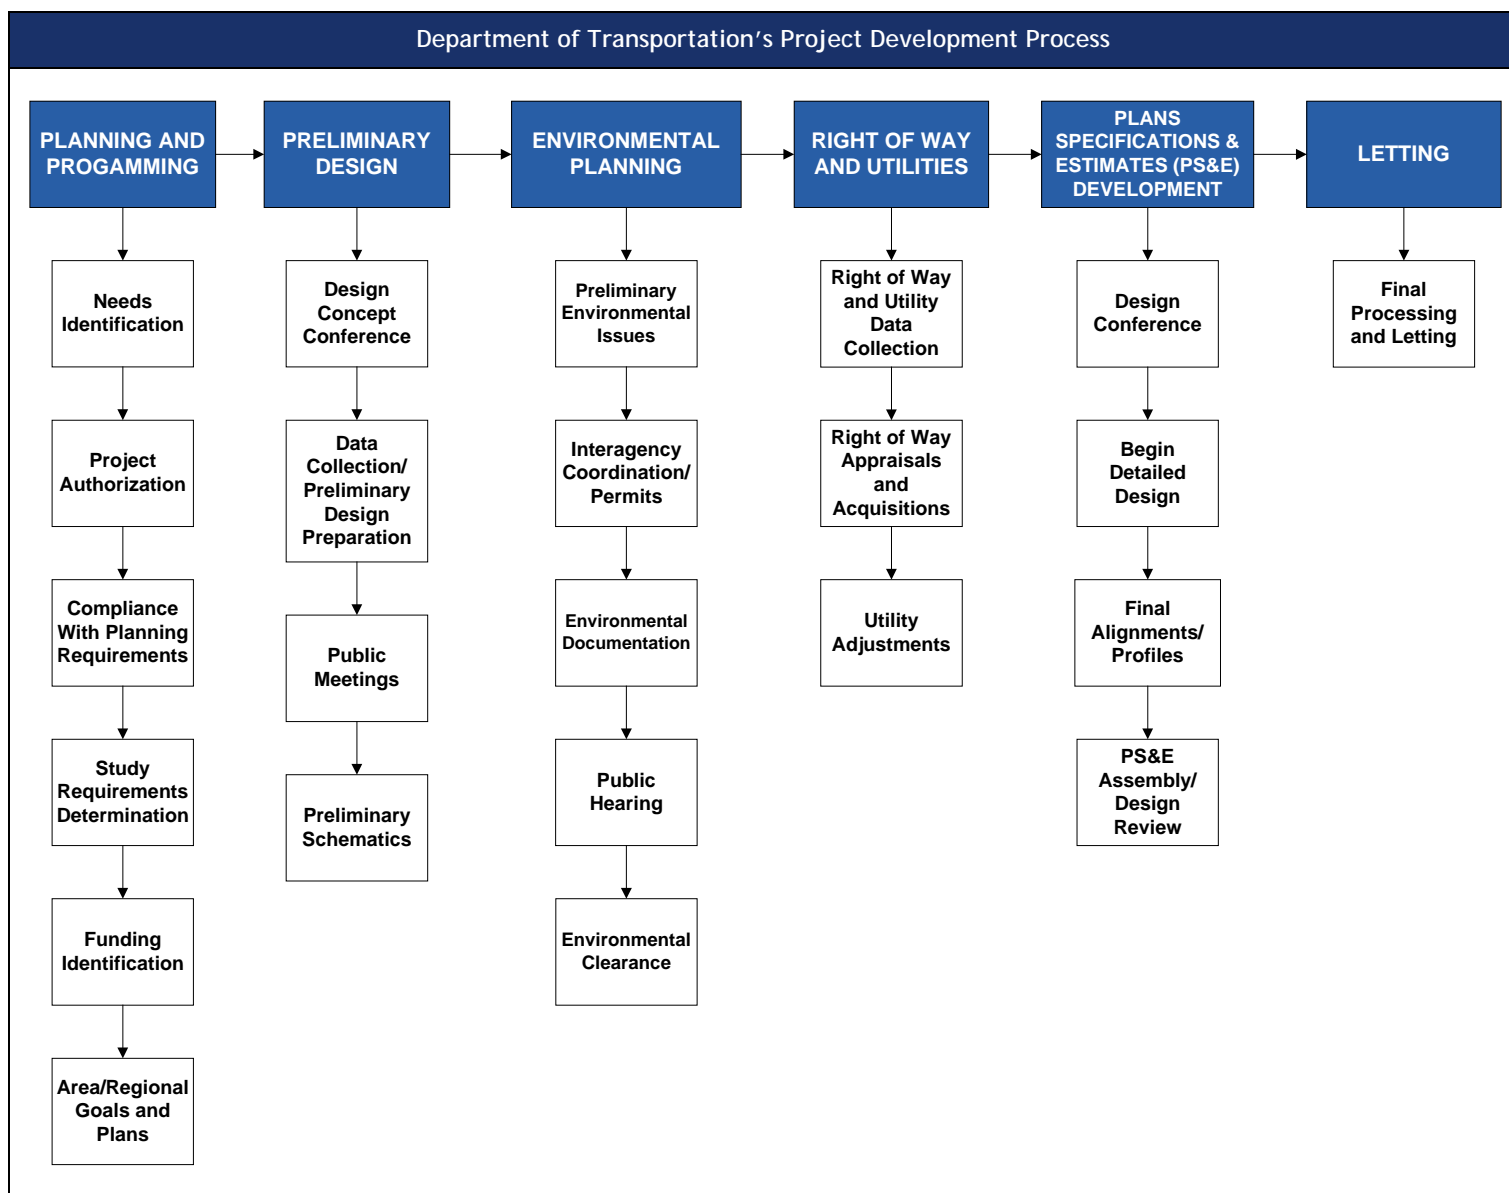 Department of Transportation's Project Development Process
PLANNING AND
PROGAMMING
PRELIMINARY
DESIGN
ENVIRONMENTAL
PLANNING
RIGHT OF WAY
AND UTILITIES
PLANS
SPECIFICATIONS &
ESTIMATES (PS&E)
DEVELOPMENT
LETTING
Needs
Identification
Project
Authorization
Compliance
With Planning
Requirements
Study
Requirements
Determination
Funding
Identification
Area/Regional
Goals and
Plans
Design
Concept
Conference
Data
Collection/
Preliminary
Design
Preparation
Public
Meetings
Preliminary
Schematics
Preliminary
Environmental
Issues
Interagency
Coordination/
Permits
Environmental
Documentation
Public
Hearing
Environmental
Clearance
Right of Way
and Utility
Data
Collection
Right of Way
Appraisals
and
Acquisitions
Utility
Adjustments
Design
Conference
Begin
Detailed
Design
Final
Alignments/
Profiles
PS&E
Assembly/
Design
Review
Final
Processing
and Letting